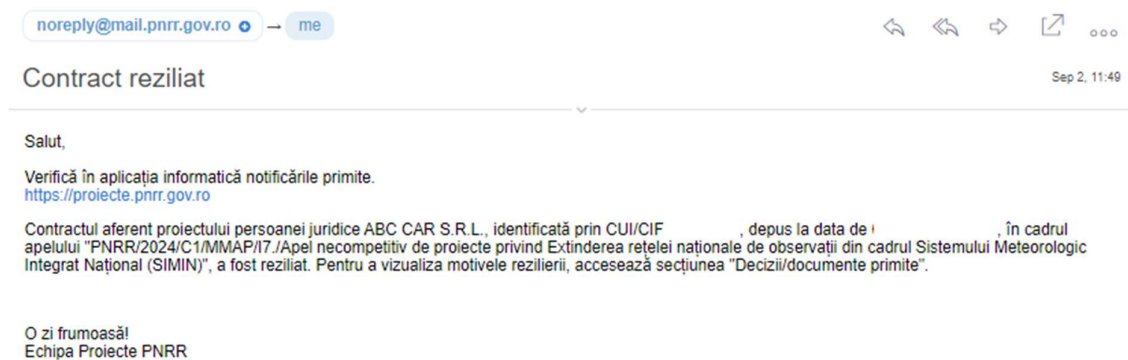 noreply@mail.pnrr.gov.ro → me
Contract reziliat
Sep 2, 11:49
Salut,
Verifică în aplicația informatică notificările primite.
https://proiecte.pnrr.gov.ro
Contractul aferent proiectului persoanei juridice ABC CAR S.R.L., identificată prin CUI/CIF , depus la data de , în cadrul
apelului "PNRR/2024/C1/MMAP/I7./Apel necompetitiv de proiecte privind Extinderea rețelei naționale de observații din cadrul Sistemului Meteorologic
Integrat Național (SIMIN)", a fost reziliat. Pentru a vizualiza motivele rezilierii, accesează secțiunea "Decizii/documente primite".
O zi frumoasă!
Echipa Proiecte PNRR